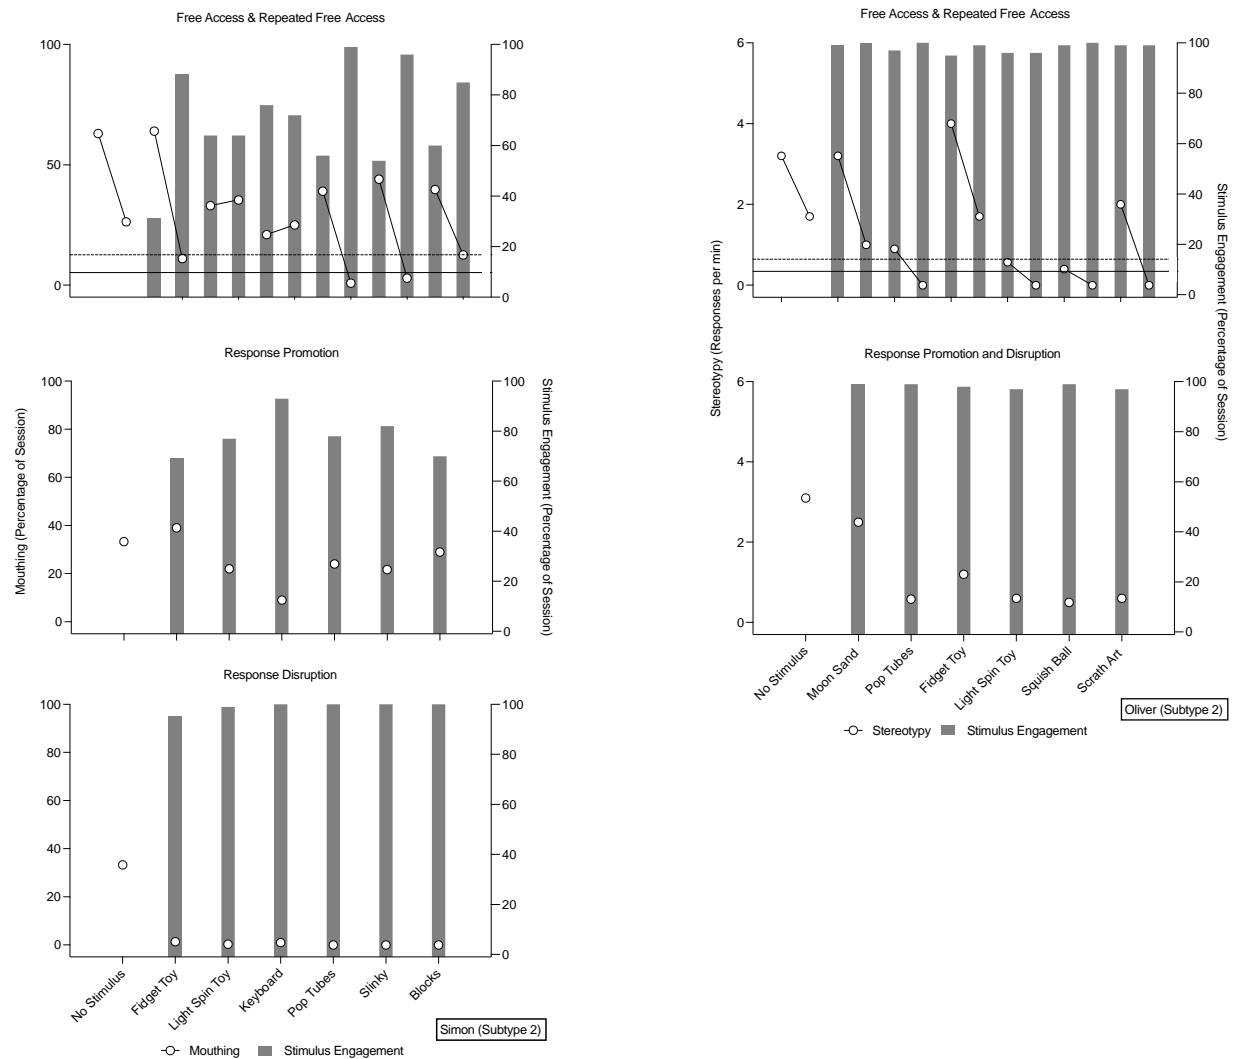 Free Access & Repeated Free Access
100
50
0
100
80
60
40
20
0
Response Promotion
100
80
60
40
20
0
100
80
60
40
20
0
Mouthing (Percentage of Session)
Stimulus Engagement (Percentage of Session)
Response Disruption
100
80
60
40
20
0
100
80
60
40
20
0
No Stimulus
Fidget Toy
Light Spin Toy
Keyboard
Pop Tubes
Slinky
Blocks
Simon (Subtype 2)
Mouthing
Stimulus Engagement
Free Access & Repeated Free Access
6
4
2
0
100
80
60
40
20
0
Stereotypy (Responses per min)
Stimulus Engagement (Percentage of Session)
Response Promotion and Disruption
6
4
2
0
100
80
60
40
20
0
No Stimulus
Moon Sand
Pop Tubes
Fidget Toy
Light Spin Toy
Squish Ball
Scrath Art
Oliver (Subtype 2)
Stereotypy
Stimulus Engagement